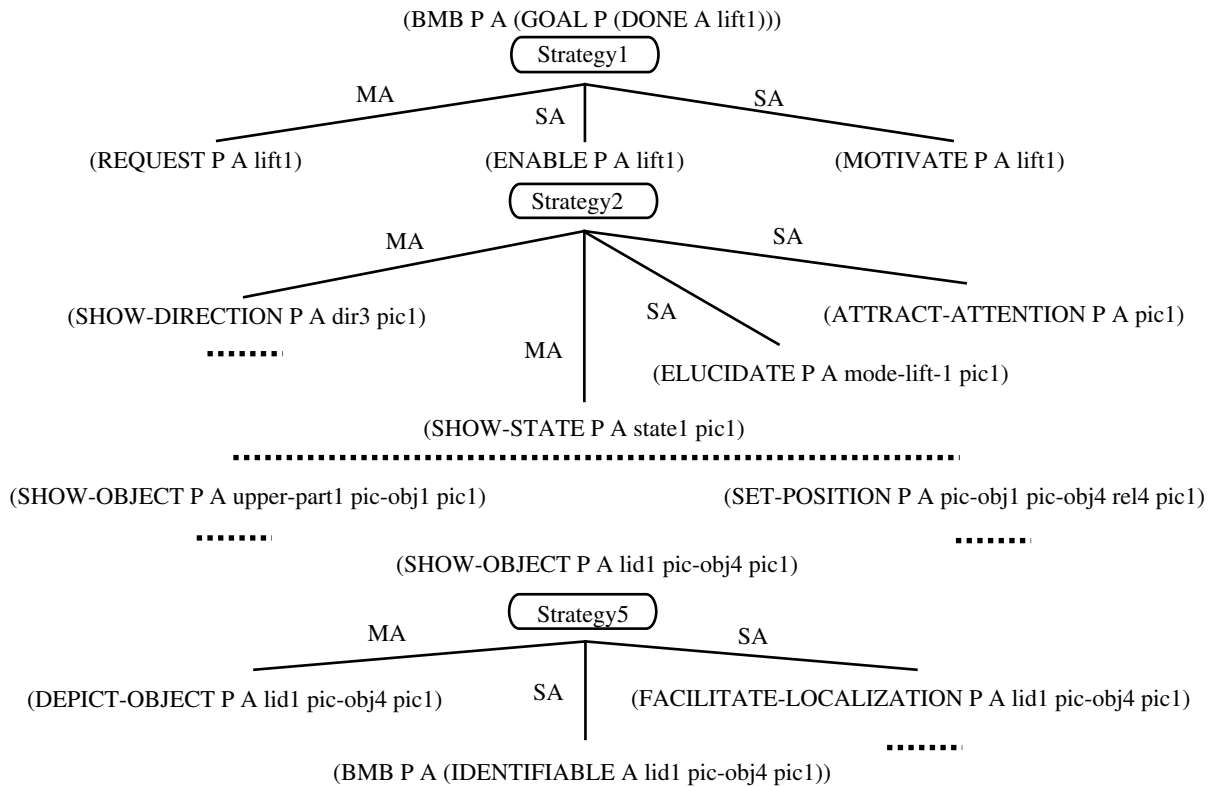 (BMB P A (GOAL P (DONE A lift1)))
Strategy1
MA
SA
SA
(REQUEST P A lift1)
(ENABLE P A lift1)
(MOTIVATE P A lift1)
Strategy2
MA
SA
SA
MA
(SHOW-DIRECTION P A dir3 pic1)
(ATTRACT-ATTENTION P A pic1)
(ELUCIDATE P A mode-lift-1 pic1)
(SHOW-STATE P A state1 pic1)
(SHOW-OBJECT P A upper-part1 pic-obj1 pic1)
(SET-POSITION P A pic-obj1 pic-obj4 rel4 pic1)
(SHOW-OBJECT P A lid1 pic-obj4 pic1)
Strategy5
MA
SA
SA
(DEPICT-OBJECT P A lid1 pic-obj4 pic1)
(FACILITATE-LOCALIZATION P A lid1 pic-obj4 pic1)
(BMB P A (IDENTIFIABLE A lid1 pic-obj4 pic1))